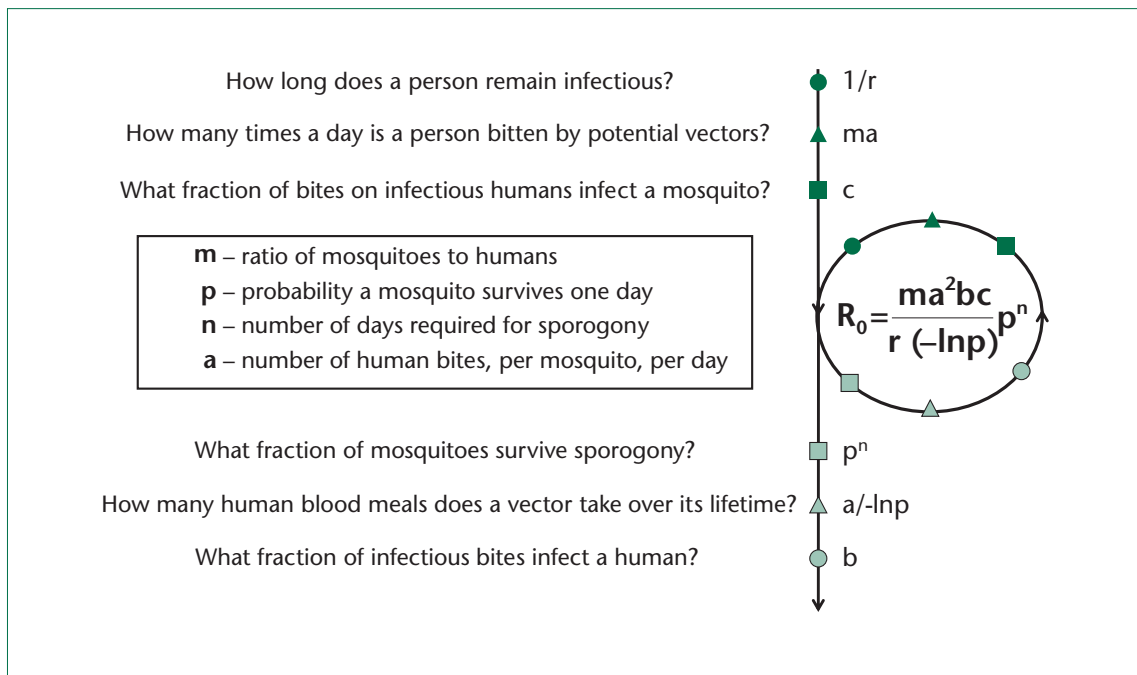 How long does a person remain infectious? 1/r
How many times a day is a person bitten by potential vectors? ma
What fraction of bites on infectious humans infect a mosquito? c
m – ratio of mosquitoes to humans
p – probability a mosquito survives one day
n – number of days required for sporogony
a – number of human bites, per mosquito, per day
R₀ = ma²bc / r (–lnp) pⁿ
What fraction of mosquitoes survive sporogony? pⁿ
How many human blood meals does a vector take over its lifetime? a/-lnp
What fraction of infectious bites infect a human? b